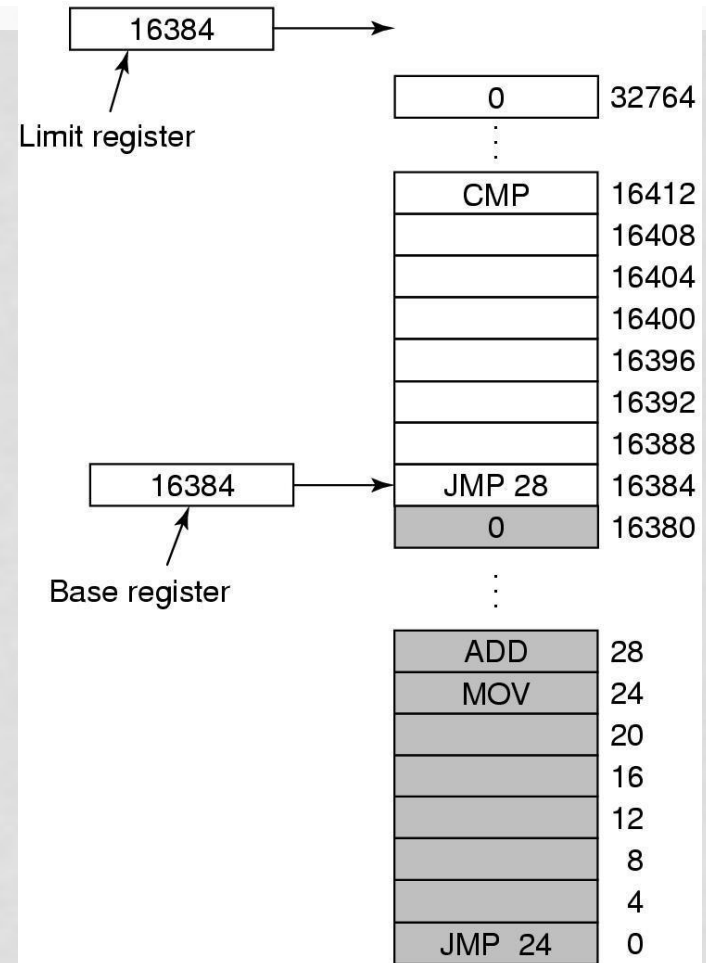 16384
0 32764
Limit register
CMP 16412
16408
16404
16400
16396
16392
16388
16384 JMP 28 16384
0 16380
Base register
ADD 28
MOV 24
20
16
12
8
4
JMP 24 0